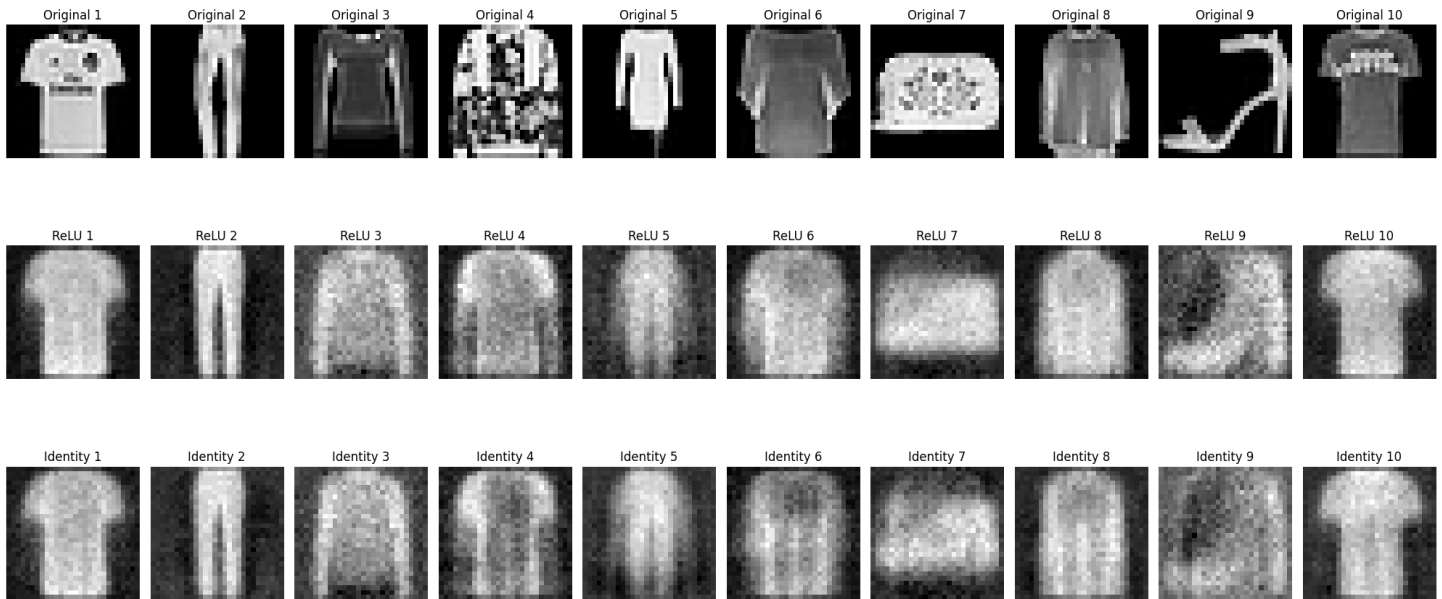 Original 1 Original 2 Original 3 Original 4 Original 5 Original 6 Original 7 Original 8 Original 9 Original 10
ReLU 1 ReLU 2 ReLU 3 ReLU 4 ReLU 5 ReLU 6 ReLU 7 ReLU 8 ReLU 9 ReLU 10
Identity 1 Identity 2 Identity 3 Identity 4 Identity 5 Identity 6 Identity 7 Identity 8 Identity 9 Identity 10